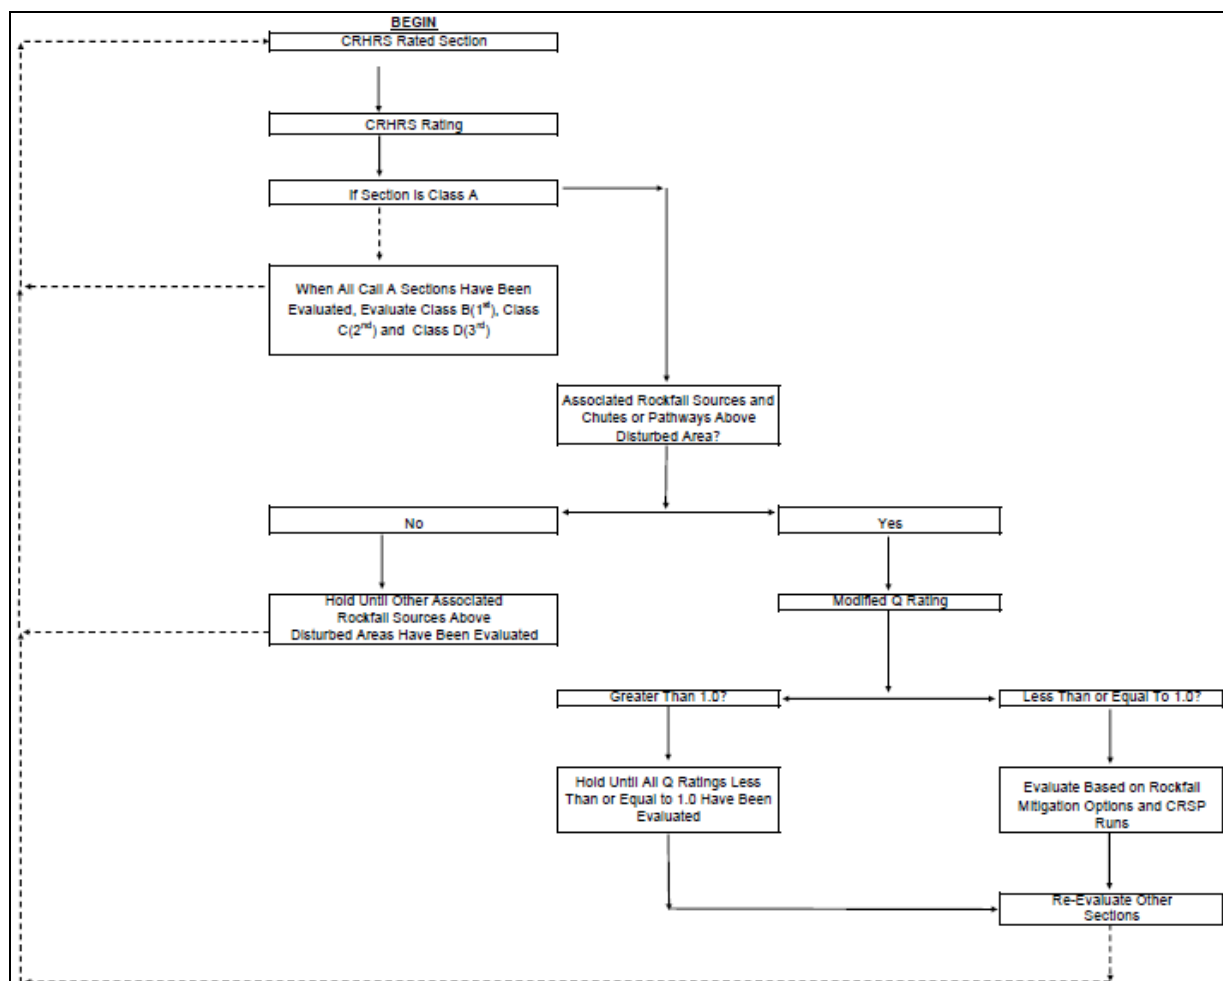 BEGIN
CRHRS Rated Section
CRHRS Rating
If Section is Class A
When All Call A Sections Have Been
Evaluated, Evaluate Class B(1st), Class
C(2nd) and Class D(3rd)
Associated Rockfall Sources and
Chutes or Pathways Above
Disturbed Area?
No
Yes
Hold Until Other Associated
Rockfall Sources Above
Disturbed Areas Have Been Evaluated
Modified Q Rating
Greater Than 1.0?
Less Than or Equal To 1.0?
Hold Until All Q Ratings Less
Than or Equal to 1.0 Have Been
Evaluated
Evaluate Based on Rockfall
Mitigation Options and CRSP
Runs
Re-Evaluate Other
Sections